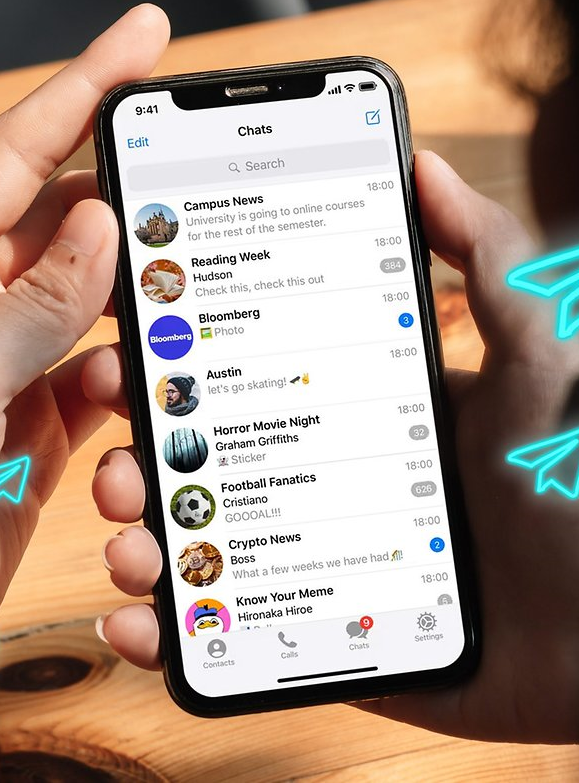 9:41
Edit
Chats
Search
Campus News
18:00
University is going to online courses
for the rest of the semester.
Reading Week
18:00
Hudson
Check this, check this out
384
Bloomberg
Bloomberg
18:00
Photo
3
Austin
18:00
let's go skating!
Horror Movie Night
18:00
Graham Griffiths
Sticker
32
Football Fanatics
18:00
Cristiano
GOOOAL!!!
626
Crypto News
18:00
Boss
What a few weeks we have had
2
Know Your Meme
18:00
Hironaka Hiroe
Contacts
Calls
9
Chats
Settings